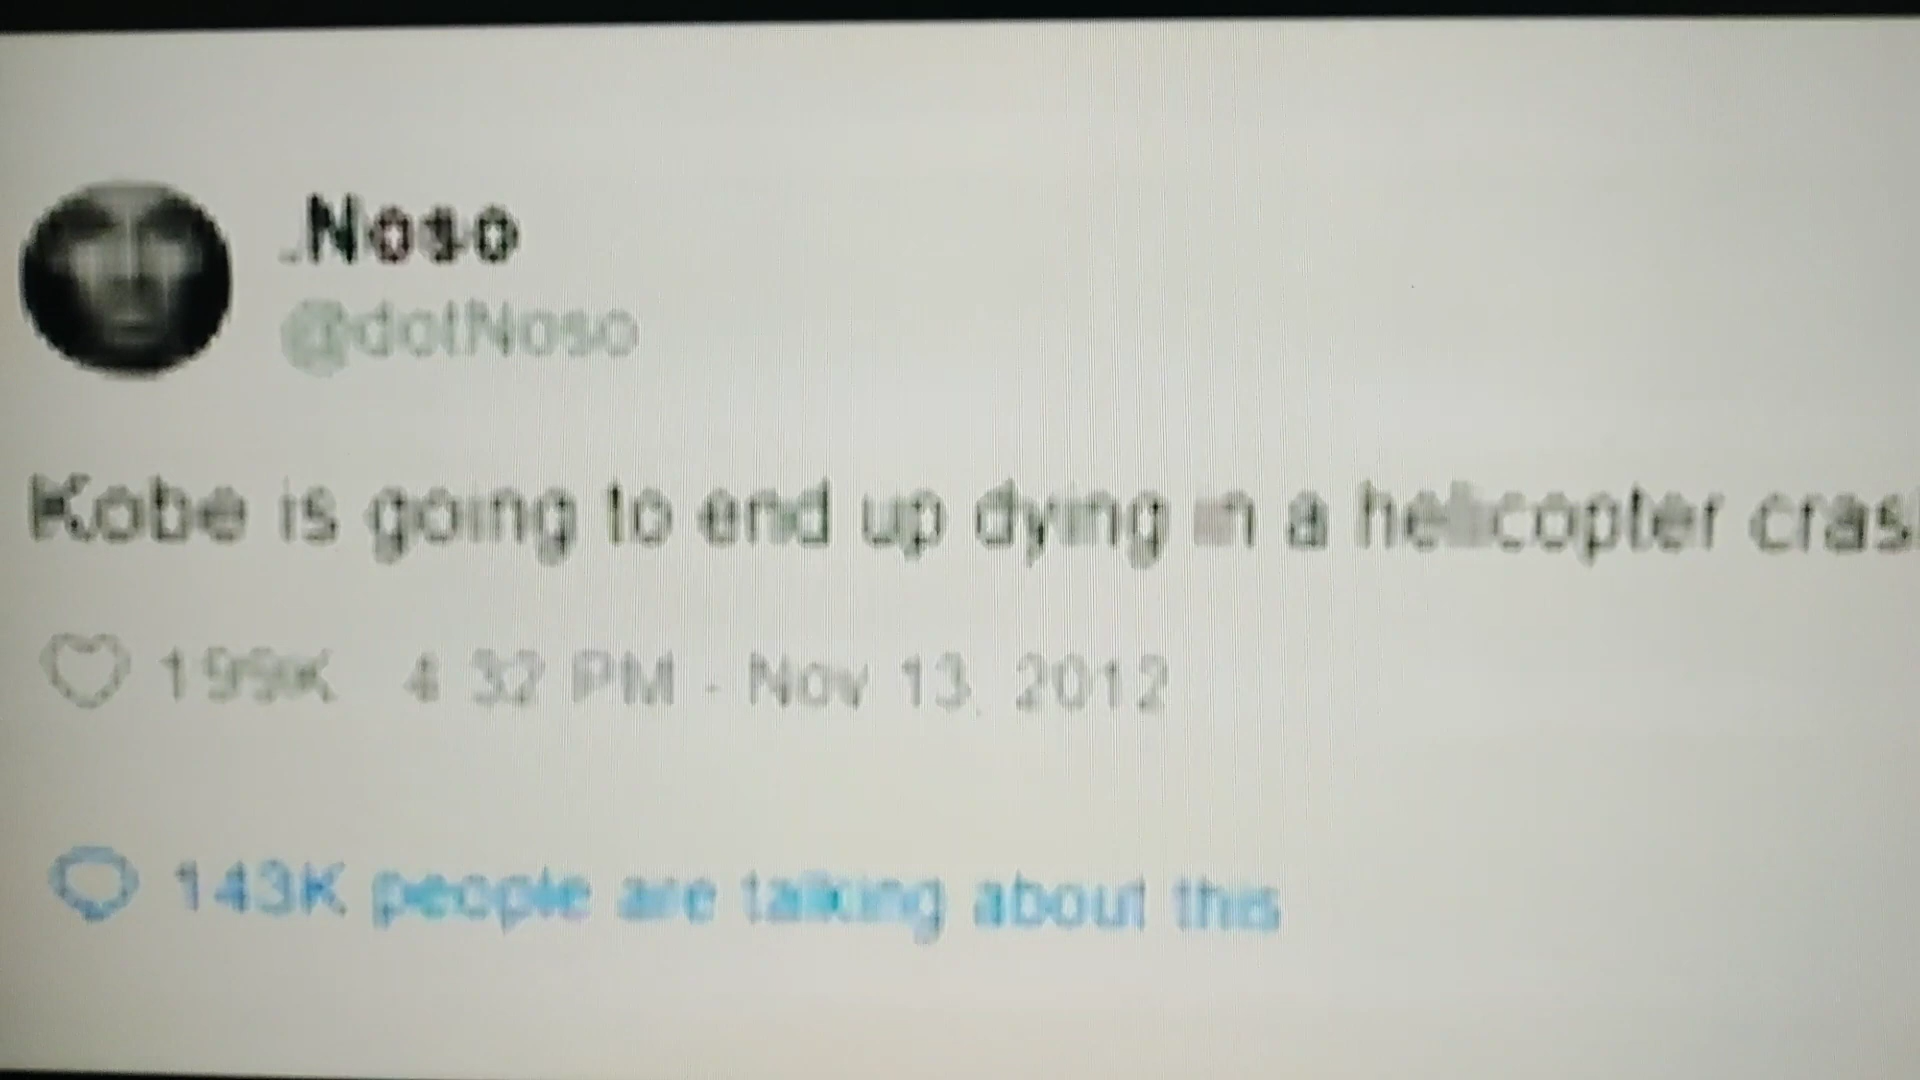 .Noso
@dotNoso
Kobe is going to end up dying in a helicopter cras
199K 4:32 PM - Nov 13, 2012
143K people are talking about this